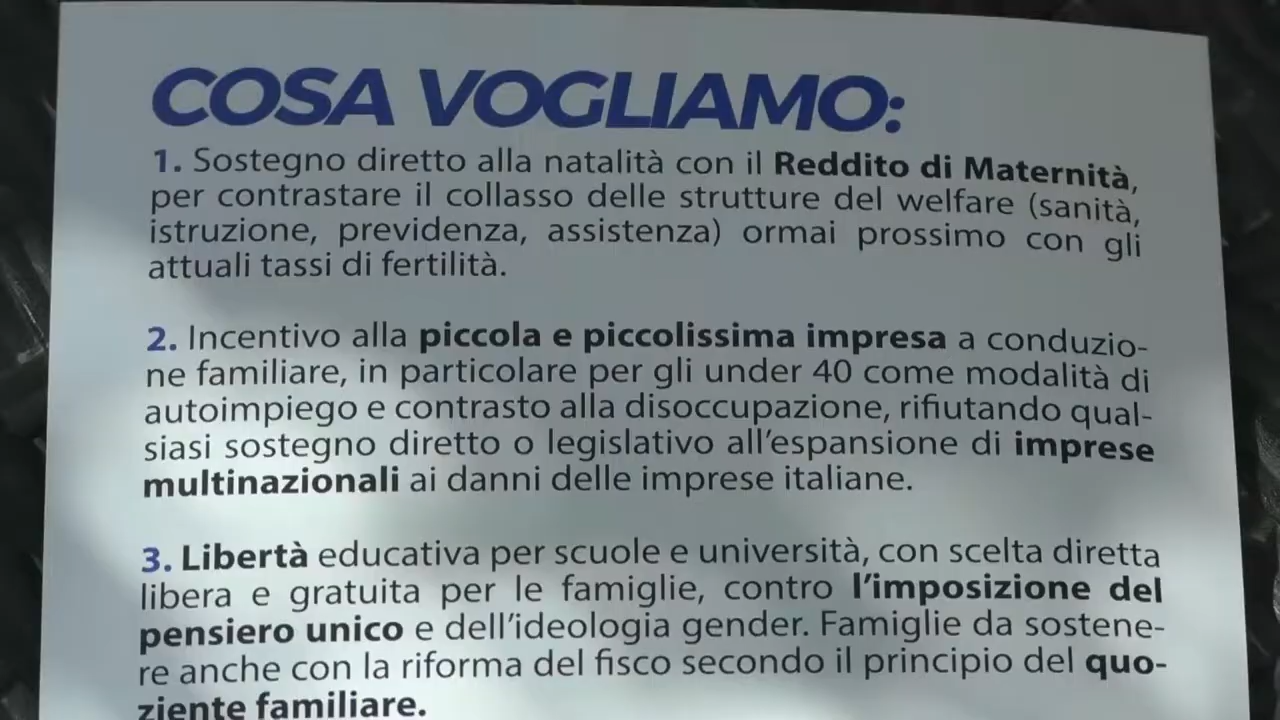 COSA VOGLIAMO:
1. Sostegno diretto alla natalità con il Reddito di Maternità,
per contrastare il collasso delle strutture del welfare (sanità,
istruzione, previdenza, assistenza) ormai prossimo con gli
attuali tassi di fertilità.
2. Incentivo alla piccola e piccolissima impresa a conduzio-
ne familiare, in particolare per gli under 40 come modalità di
autoimpiego e contrasto alla disoccupazione, rifiutando qual-
siasi sostegno diretto o legislativo all'espansione di imprese
multinazionali ai danni delle imprese italiane.
3. Libertà educativa per scuole e università, con scelta diretta
libera e gratuita per le famiglie, contro l'imposizione del
pensiero unico e dell'ideologia gender. Famiglie da sostene-
re anche con la riforma del fisco secondo il principio del quo-
ziente familiare.